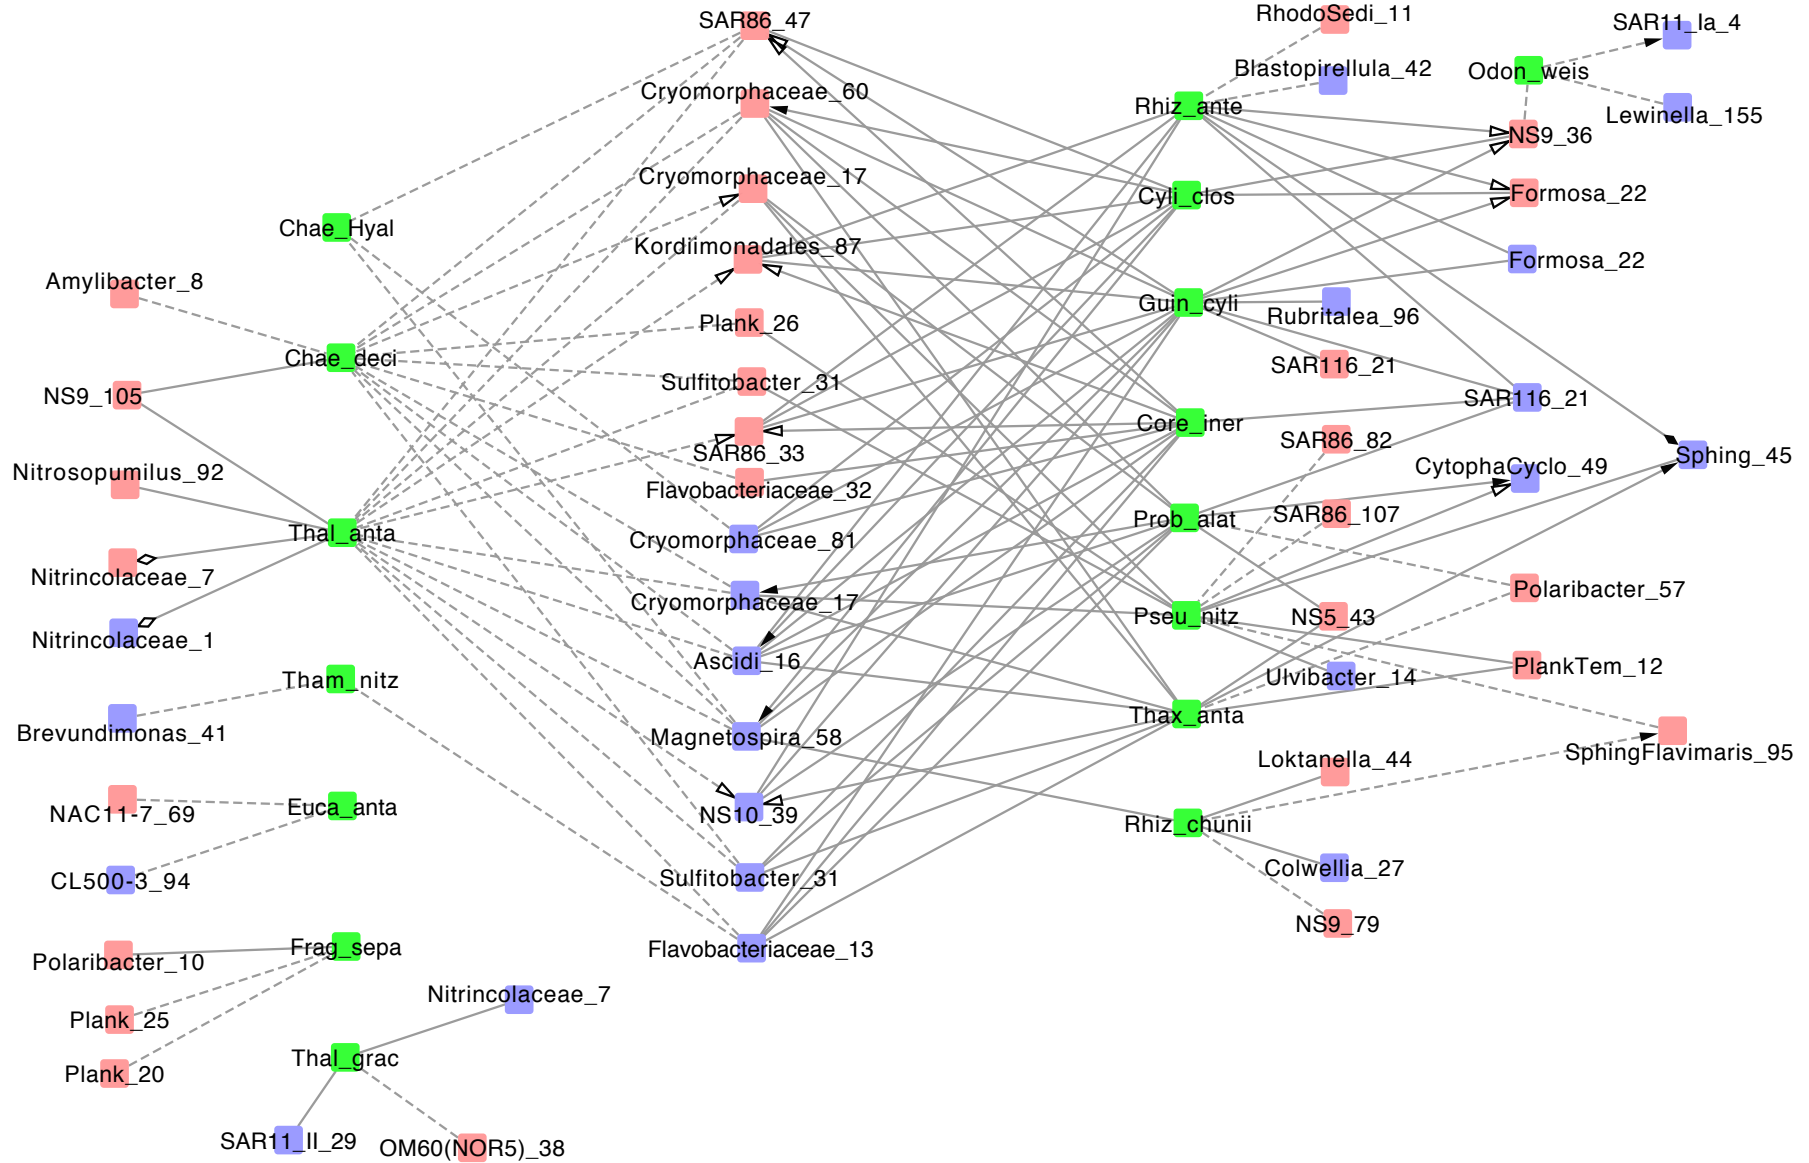 SAR86_47
Cryomorphaceae_60
Cryomorphaceae_17
Kordiimonadales_87
Plank_26
Sulfitobacter_31
SAR86_33
Flavobacteriaceae_32
Cryomorphaceae_81
Cryomorphaceae_17
Ascidi_16
Magnetospira_58
NS10_39
Sulfitobacter_31
Flavobacteriaceae_13
Chae_Hyal
Chae_deci
Thal_anta
Tham_nitz
Euca_anta
Frag_sepa
Thal_grac
Amylibacter_8
NS9_105
Nitrosopumilus_92
Nitrincolaceae_7
Nitrincolaceae_1
Brevundimonas_41
NAC11-7_69
CL500-3_94
Polaribacter_10
Plank_25
Plank_20
Nitrincolaceae_7
SAR11_II_29
OM60(NOR5)_38
Rhiz_ante
Cyli_clos
Guin_cyli
Core_iner
Prob_alat
Pseu_nitz
Thax_anta
Rhiz_chunii
RhodoSedi_11
Blastopirellula_42
Rubritalea_96
SAR116_21
SAR86_82
SAR86_107
NS5_43
Ulvibacter_14
Loktanella_44
Colwellia_27
NS9_79
Odon_weis
NS9_36
Formosa_22
Formosa_22
SAR116_21
CytophaCyclo_49
Polaribacter_57
PlankTem_12
SAR11_Ia_4
Lewinella_155
Sphing_45
SphingFlavimaris_95